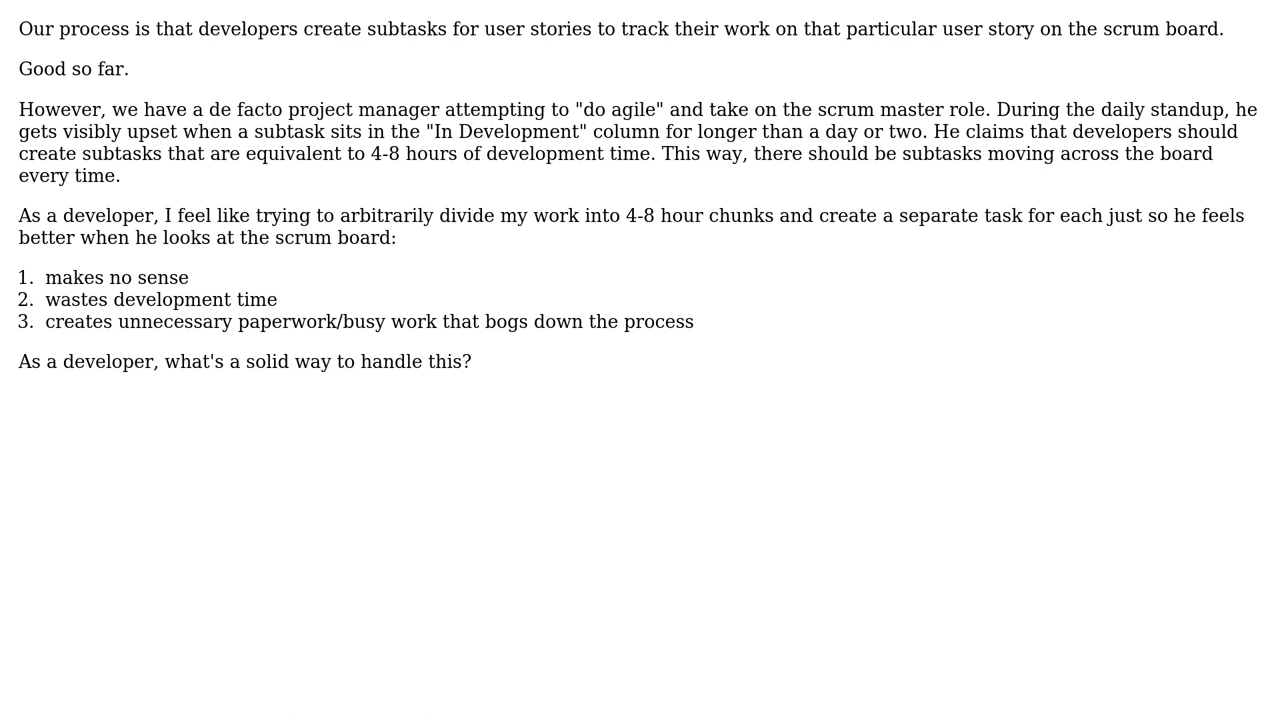 Our process is that developers create subtasks for user stories to track their work on that particular user story on the scrum board.
Good so far.
However, we have a de facto project manager attempting to "do agile" and take on the scrum master role. During the daily standup, he
gets visibly upset when a subtask sits in the "In Development" column for longer than a day or two. He claims that developers should
create subtasks that are equivalent to 4-8 hours of development time. This way, there should be subtasks moving across the board
every time.
As a developer, I feel like trying to arbitrarily divide my work into 4-8 hour chunks and create a separate task for each just so he feels
better when he looks at the scrum board:
1. makes no sense
2. wastes development time
3. creates unnecessary paperwork/busy work that bogs down the process
As a developer, what's a solid way to handle this?